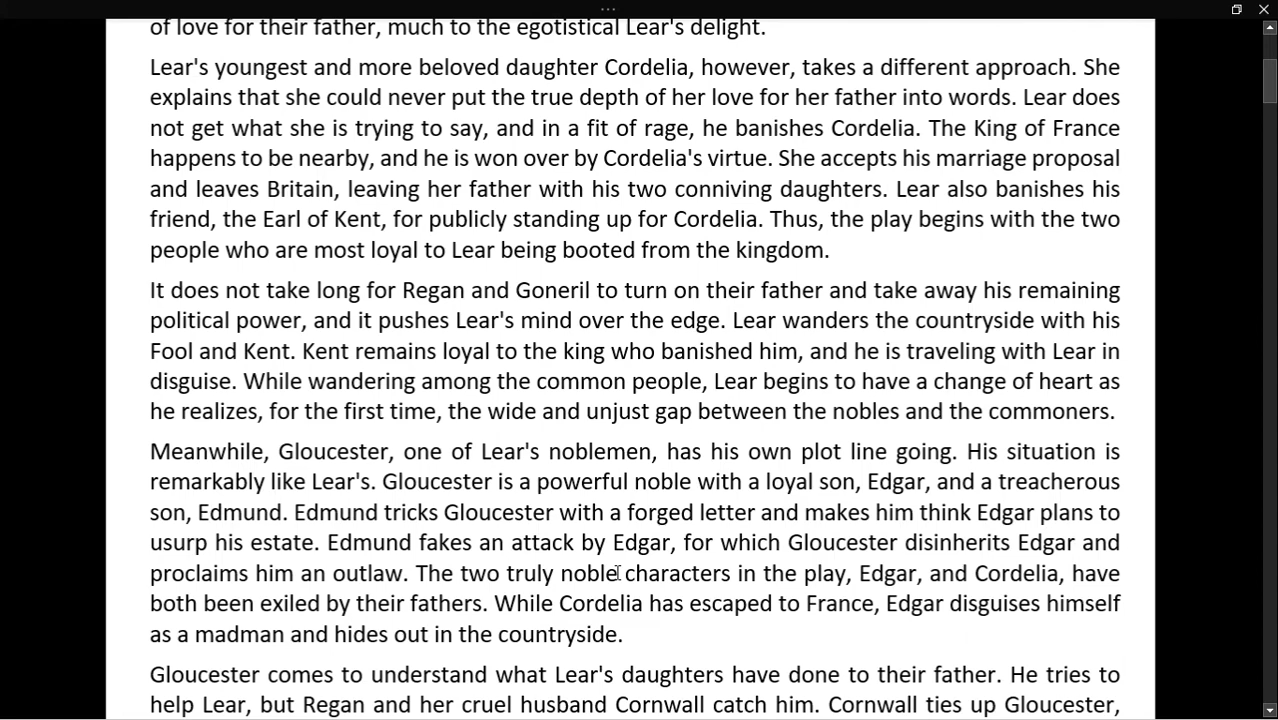 of love for their father, much to the egotistical Lear's delight.
Lear's youngest and more beloved daughter Cordelia, however, takes a different approach. She
explains that she could never put the true depth of her love for her father into words. Lear does
not get what she is trying to say, and in a fit of rage, he banishes Cordelia. The King of France
happens to be nearby, and he is won over by Cordelia's virtue. She accepts his marriage proposal
and leaves Britain, leaving her father with his two conniving daughters. Lear also banishes his
friend, the Earl of Kent, for publicly standing up for Cordelia. Thus, the play begins with the two
people who are most loyal to Lear being booted from the kingdom.
It does not take long for Regan and Goneril to turn on their father and take away his remaining
political power, and it pushes Lear's mind over the edge. Lear wanders the countryside with his
Fool and Kent. Kent remains loyal to the king who banished him, and he is traveling with Lear in
disguise. While wandering among the common people, Lear begins to have a change of heart as
he realizes, for the first time, the wide and unjust gap between the nobles and the commoners.
Meanwhile, Gloucester, one of Lear's noblemen, has his own plot line going. His situation is
remarkably like Lear's. Gloucester is a powerful noble with a loyal son, Edgar, and a treacherous
son, Edmund. Edmund tricks Gloucester with a forged letter and makes him think Edgar plans to
usurp his estate. Edmund fakes an attack by Edgar, for which Gloucester disinherits Edgar and
proclaims him an outlaw. The two truly noble characters in the play, Edgar, and Cordelia, have
both been exiled by their fathers. While Cordelia has escaped to France, Edgar disguises himself
as a madman and hides out in the countryside.
Gloucester comes to understand what Lear's daughters have done to their father. He tries to
help Lear, but Regan and her cruel husband Cornwall catch him. Cornwall ties up Gloucester,